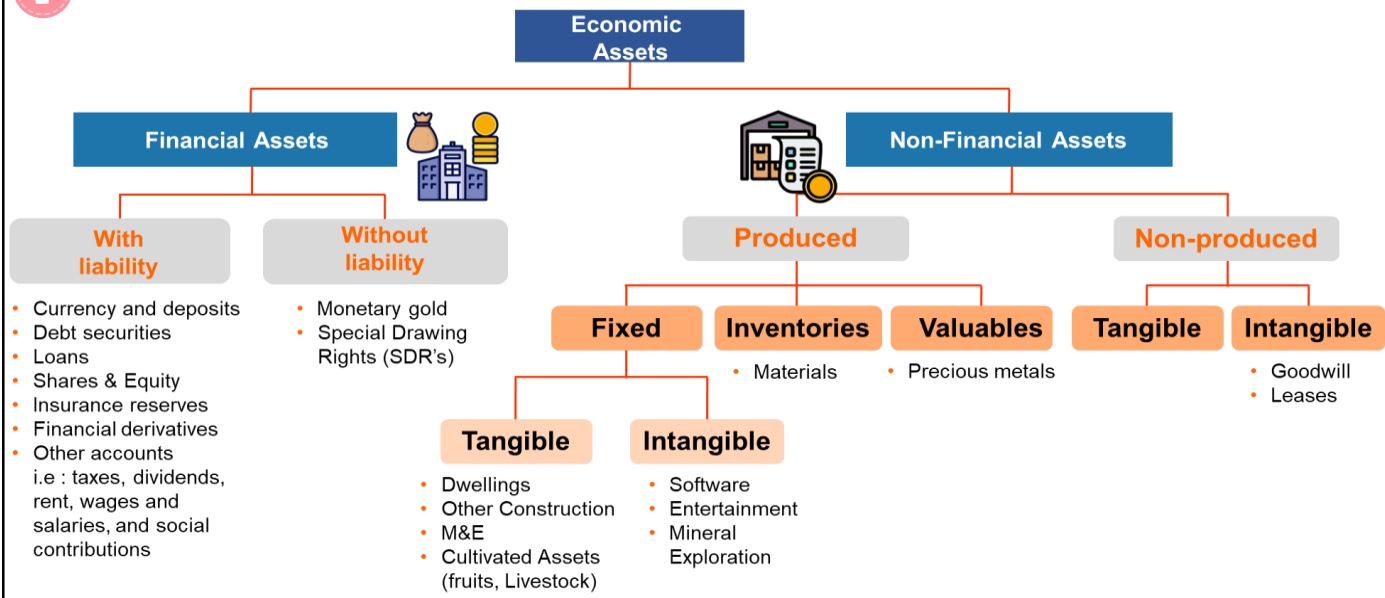 Economic
Assets
Financial Assets
Non-Financial Assets
With
liability
Without
liability
Produced
Non-produced
• Currency and deposits
• Debt securities
• Loans
• Shares & Equity
• Insurance reserves
• Financial derivatives
• Other accounts
i.e : taxes, dividends,
rent, wages and
salaries, and social
contributions
• Monetary gold
• Special Drawing
Rights (SDR's)
Fixed
Inventories
Valuables
Tangible
Intangible
• Materials
• Precious metals
• Goodwill
• Leases
Tangible
Intangible
• Dwellings
• Other Construction
• M&E
• Cultivated Assets
(fruits, Livestock)
• Software
• Entertainment
• Mineral
Exploration